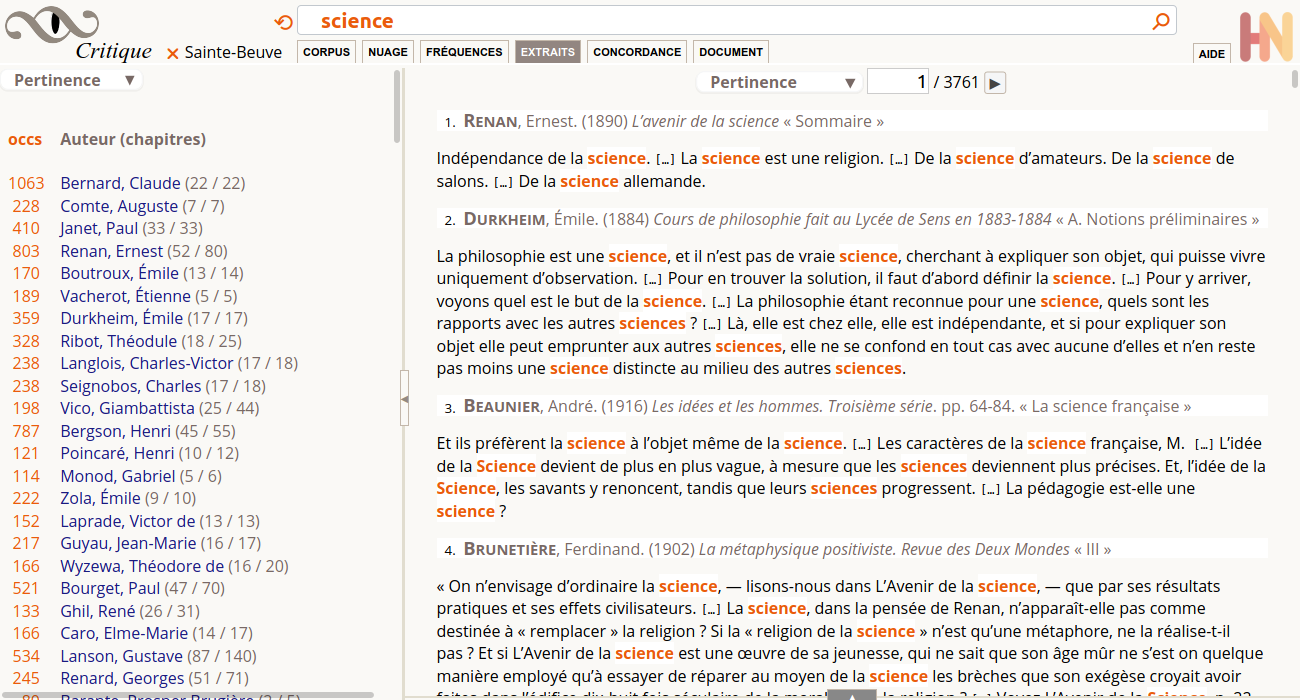 science
Critique
× Sainte-Beuve
CORPUS
NUAGE
FRÉQUENCES
EXTRAITS
CONCORDANCE
DOCUMENT
AIDE
HN
Pertinence ▼
occs Auteur (chapitres)
1063 Bernard, Claude (22 / 22)
228 Comte, Auguste (7 / 7)
410 Janet, Paul (33 / 33)
803 Renan, Ernest (52 / 80)
170 Boutroux, Émile (13 / 14)
189 Vacherot, Étienne (5 / 5)
359 Durkheim, Émile (17 / 17)
328 Ribot, Théodule (18 / 25)
238 Langlois, Charles-Victor (17 / 18)
238 Seignobos, Charles (17 / 18)
198 Vico, Giambattista (25 / 44)
787 Bergson, Henri (45 / 55)
121 Poincaré, Henri (10 / 12)
114 Monod, Gabriel (5 / 6)
222 Zola, Émile (9 / 10)
152 Laprade, Victor de (13 / 13)
217 Guyau, Jean-Marie (16 / 17)
166 Wyzewa, Théodore de (16 / 20)
521 Bourget, Paul (47 / 70)
133 Ghil, René (26 / 31)
166 Caro, Elme-Marie (14 / 17)
534 Lanson, Gustave (87 / 140)
245 Renard, Georges (51 / 71)
Barante, Prosper Brugière
Pertinence ▼ 1 / 3761 ▶
1. RENAN, Ernest. (1890) L’avenir de la science « Sommaire »
Indépendance de la science. […] La science est une religion. […] De la science d’amateurs. De la science de
salons. […] De la science allemande.
2. DURKHEIM, Émile. (1884) Cours de philosophie fait au Lycée de Sens en 1883-1884 « A. Notions préliminaires »
La philosophie est une science, et il n’est pas de vraie science, cherchant à expliquer son objet, qui puisse vivre
uniquement d’observation. […] Pour en trouver la solution, il faut d’abord définir la science. […] Pour y arriver,
voyons quel est le but de la science. […] La philosophie étant reconnue pour une science, quels sont les
rapports avec les autres sciences ? […] Là, elle est chez elle, elle est indépendante, et si pour expliquer son
objet elle peut emprunter aux autres sciences, elle ne se confond en tout cas avec aucune d’elles et n’en reste
pas moins une science distincte au milieu des autres sciences.
3. BEAUNIER, André. (1916) Les idées et les hommes. Troisième série. pp. 64-84. « La science française »
Et ils préfèrent la science à l’objet même de la science. […] Les caractères de la science française, M. […] L’idée
de la Science devient de plus en plus vague, à mesure que les sciences deviennent plus précises. Et, l’idée de la
Science, les savants y renoncent, tandis que leurs sciences progressent. […] La pédagogie est-elle une
science ?
4. BRUNETIÈRE, Ferdinand. (1902) La métaphysique positiviste. Revue des Deux Mondes « III »
« On n’envisage d’ordinaire la science, — lisons-nous dans L’Avenir de la science, — que par ses résultats
pratiques et ses effets civilisateurs. […] La science, dans la pensée de Renan, n’apparaît-elle pas comme
destinée à « remplacer » la religion ? Si la « religion de la science » n’est qu’une métaphore, ne la réalise-t-il
pas ? Et si L’Avenir de la science est une œuvre de sa jeunesse, qui ne sait que son âge mûr ne s’est on quelque
manière employé qu’à essayer de réparer au moyen de la science les brèches que son exégèse croyait avoir